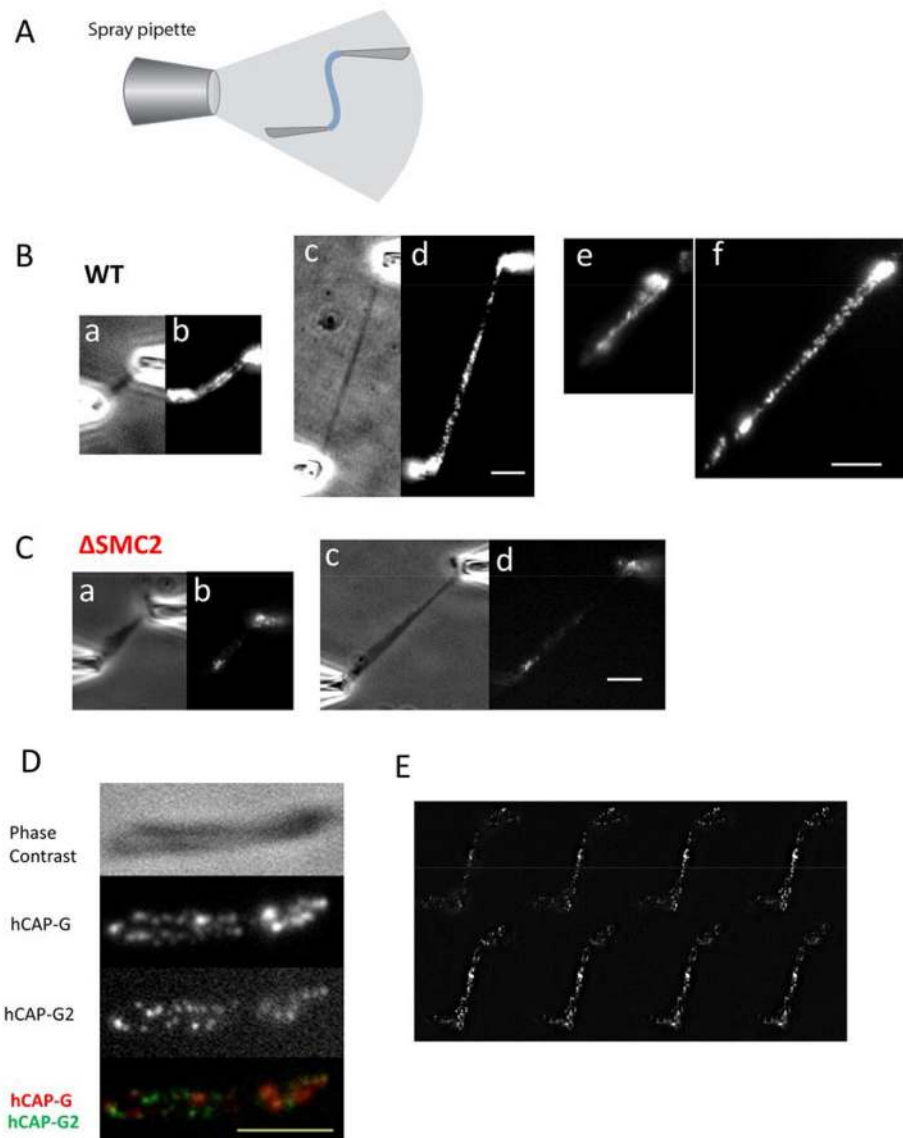 A
Spray pipette
B
WT
a
b
c
d
e
f
C
ΔSMC2
a
b
c
d
D
E
Phase
Contrast
hCAP-G
hCAP-G2
hCAP-G
hCAP-G2